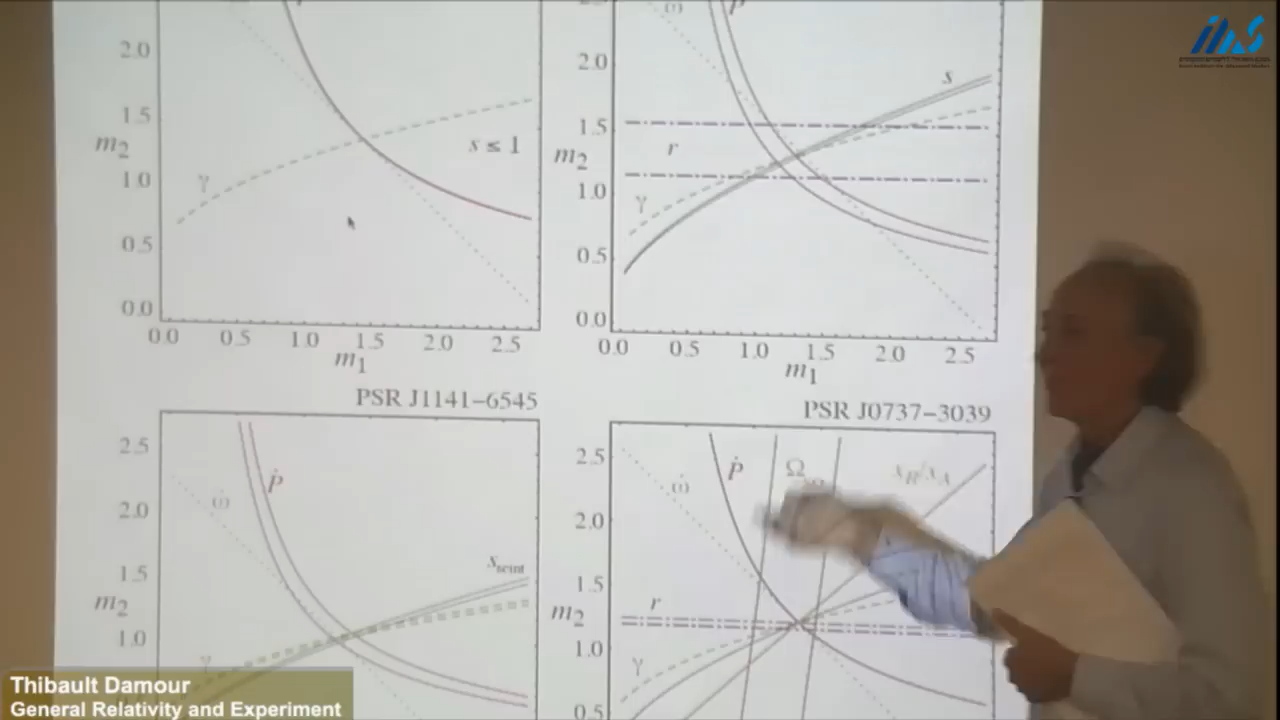 2.0
1.5
m₂
1.0
0.5
0.0
γ
s ≤ 1
0.0 0.5 1.0 1.5 2.0 2.5
m₁
2.0
1.5
m₂
1.0
0.5
0.0
Ṗ
s
r
γ
0.0 0.5 1.0 1.5 2.0 2.5
m₁
PSR J1141−6545
2.5
2.0
1.5
m₂
1.0
ω̇
Ṗ
s scint
γ
PSR J0737−3039
2.5
2.0
1.5
m₂
1.0
0.5
ω̇
Ṗ
Ω
x_B/x_A
r
γ
Thibault Damour
General Relativity and Experiment